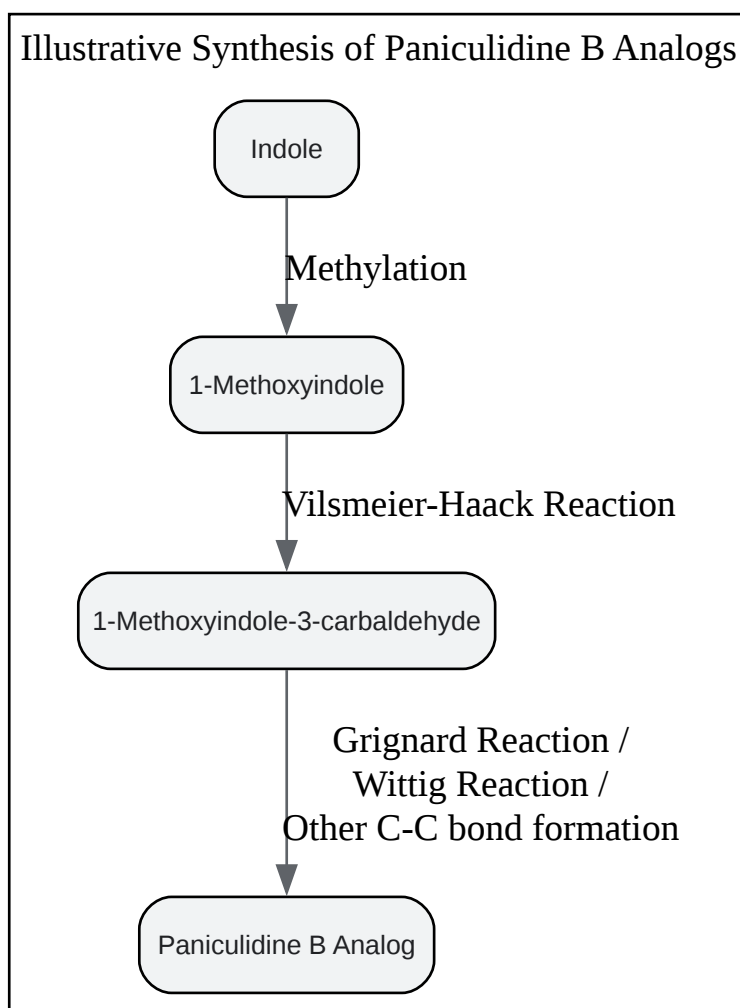 Illustrative Synthesis of Paniculidine B Analogs
Indole
Methylation
1-Methoxyindole
Vilsmeier-Haack Reaction
1-Methoxyindole-3-carbaldehyde
Grignard Reaction /
Wittig Reaction /
Other C-C bond formation
Paniculidine B Analog